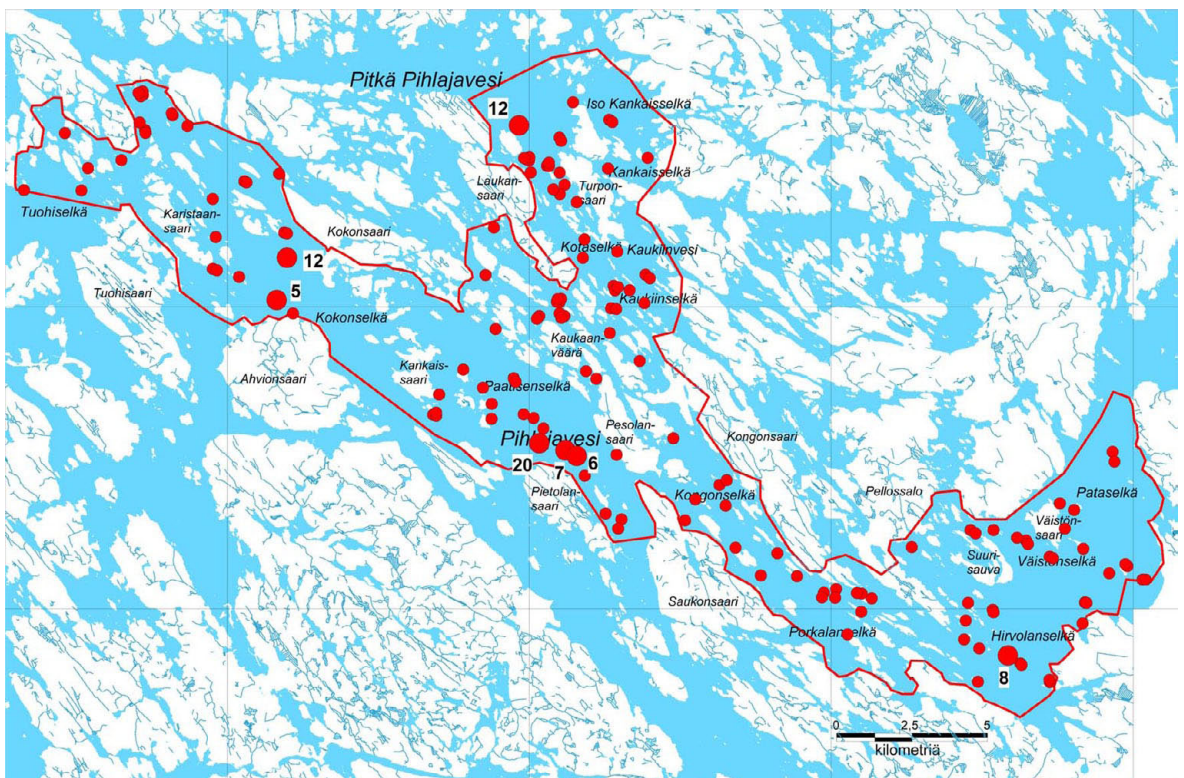 Pitkä Pihlajavesi
12
Iso Kankaisselkä
Kankaisselkä
Laukan-
saari
Turpon-
saari
Tuohiselkä
Karistaan-
saari
Kokonsaari
Kotaselkä
Kaukiinvesi
12
Tuohisaari
5
Kokonselkä
Kaukiinselkä
Kaukaan-
väärä
Ahvionsaari
Kankais-
saari
Paatisenselkä
Pesolan-
saari
Kongonsaari
Pihlajavesi
20
7
6
Pietolan-
saari
Kongonselkä
Pellossalo
Pataselkä
Väistön-
saari
Suuri-
sauva
Väistönselkä
Saukonsaari
Porkalanselkä
Hirvolanselkä
8
0
2,5
5
kilometriä